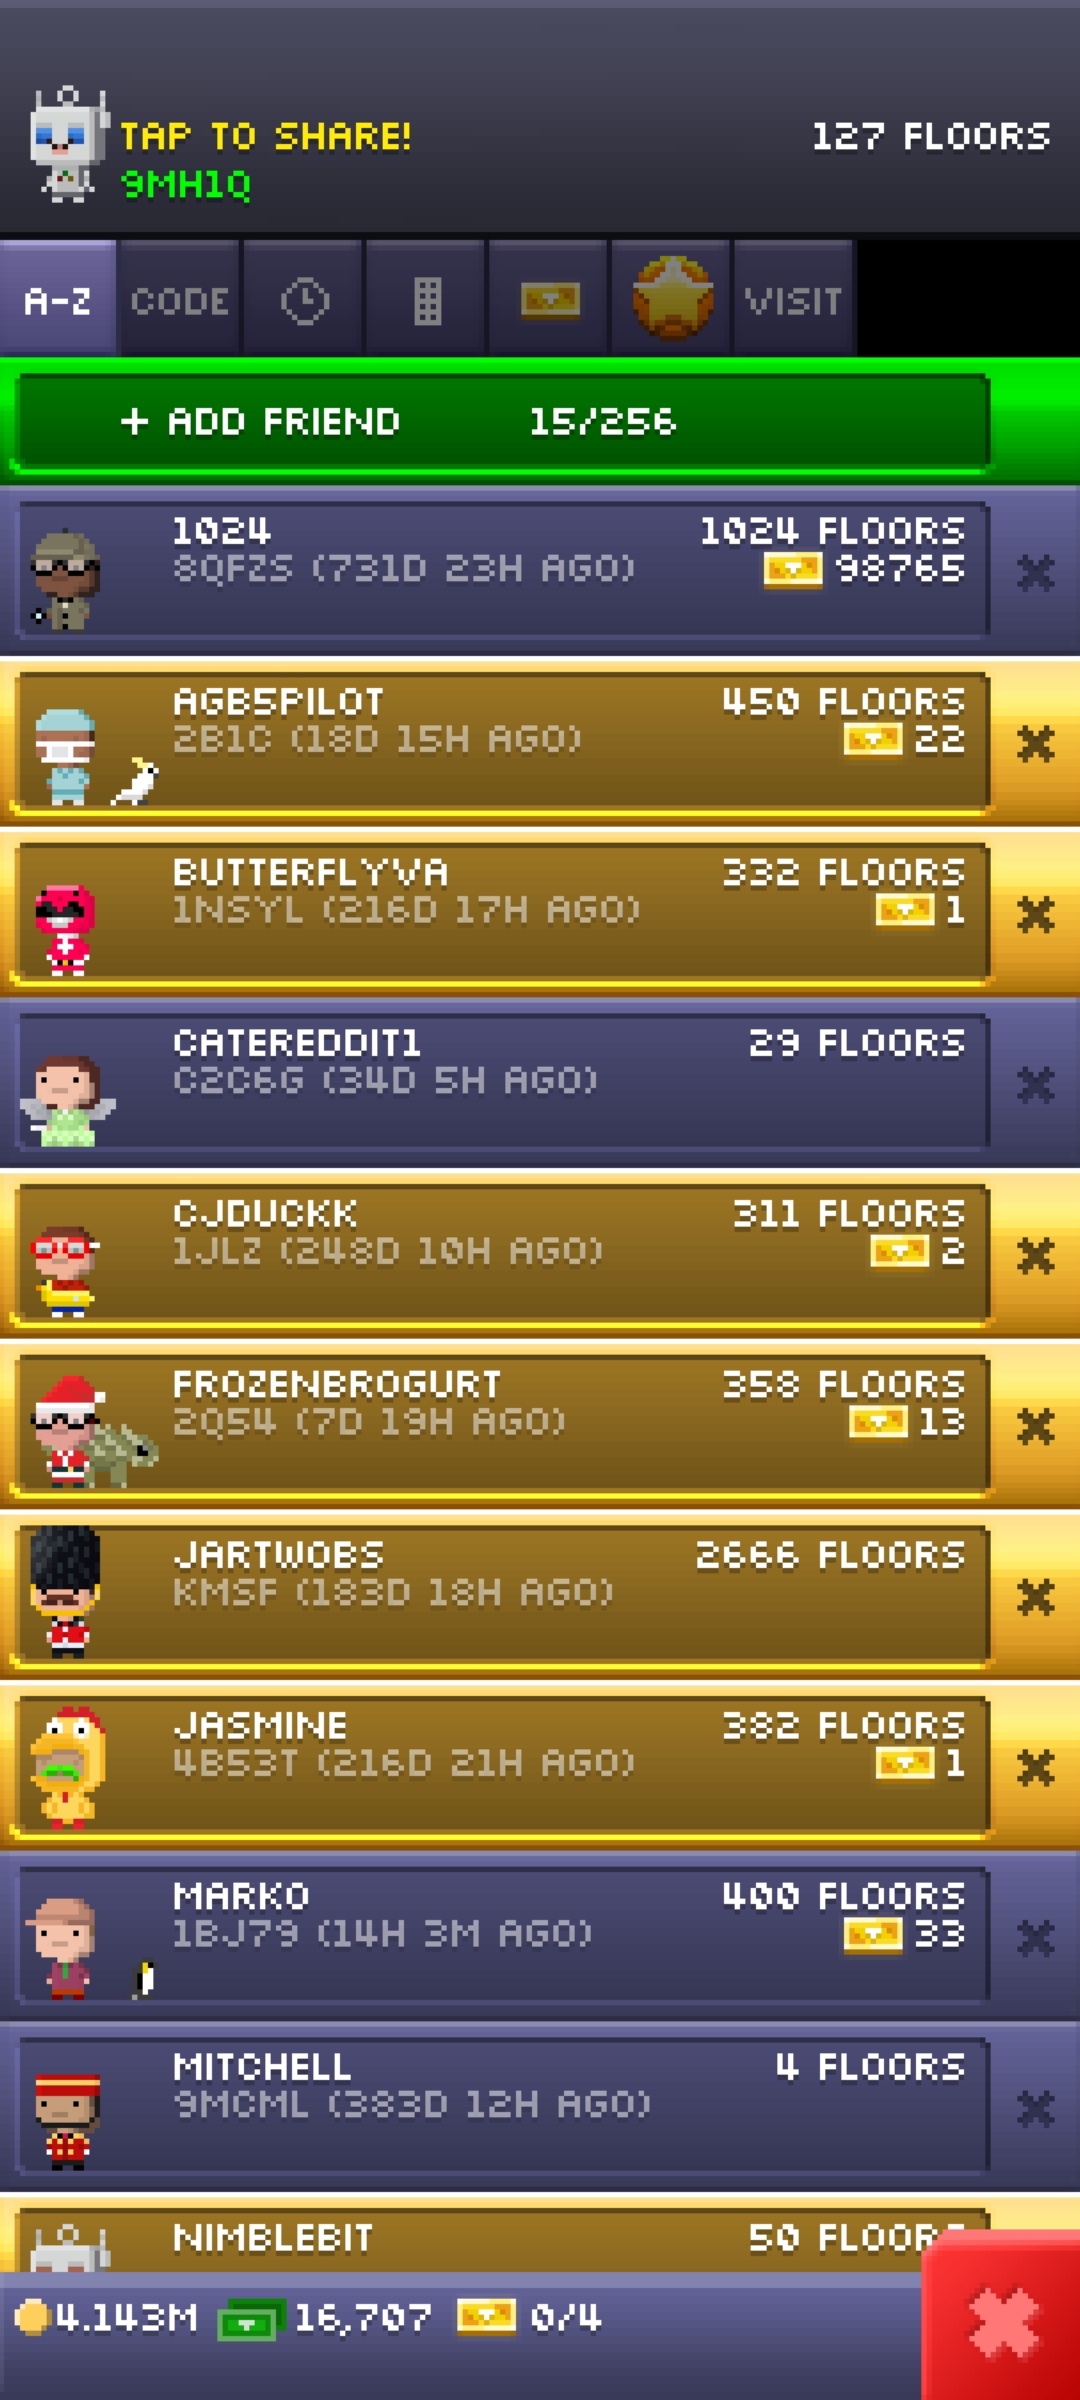 TAP TO SHARE!
127 FLOORS
9MH1Q
A-Z CODE VISIT
+ ADD FRIEND 15/256
1024 1024 FLOORS
8QFZS (731D 23H AGO) 98765
AGB5PILOT 450 FLOORS
2B1C (18D 15H AGO) 22
BUTTERFLYVA 332 FLOORS
1NSYL (216D 17H AGO) 1
CATEREDDIT1 29 FLOORS
C2C6G (34D 5H AGO)
CJDUCKK 311 FLOORS
1JLZ (248D 10H AGO) 2
FROZENBROGURT 358 FLOORS
2Q54 (7D 19H AGO) 13
JARTWOBS 2666 FLOORS
KMSF (183D 18H AGO)
JASMINE 382 FLOORS
4B53T (216D 21H AGO) 1
MARKO 400 FLOORS
1BJ79 (14H 3M AGO) 33
MITCHELL 4 FLOORS
9MCML (383D 12H AGO)
NIMBLEBIT 50 FLOORS
4.143M 16,707 0/4